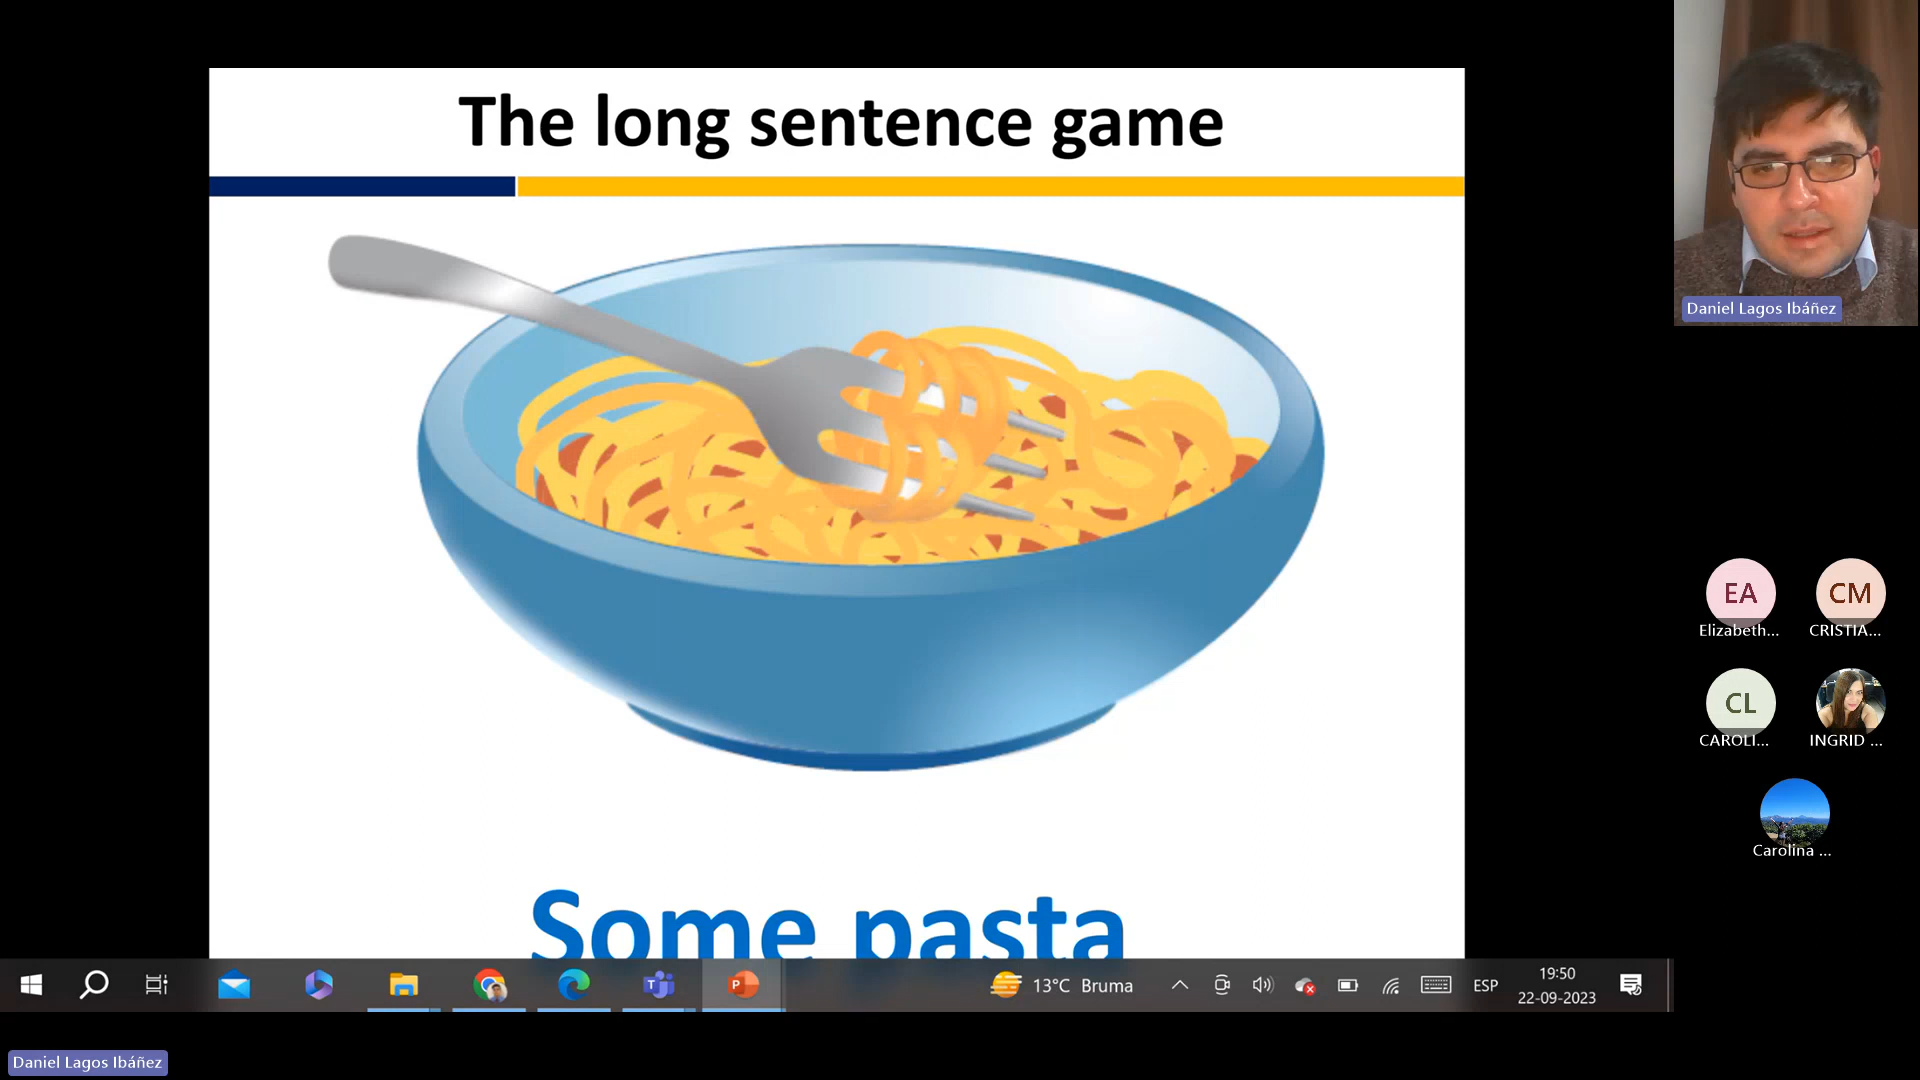 The long sentence game
Some pasta
Daniel Lagos Ibáñez
EA
Elizabeth...
CM
CRISTIA...
CL
CAROLI...
INGRID ...
Carolina ...
13°C Bruma
ESP
19:50
22-09-2023
Daniel Lagos Ibáñez